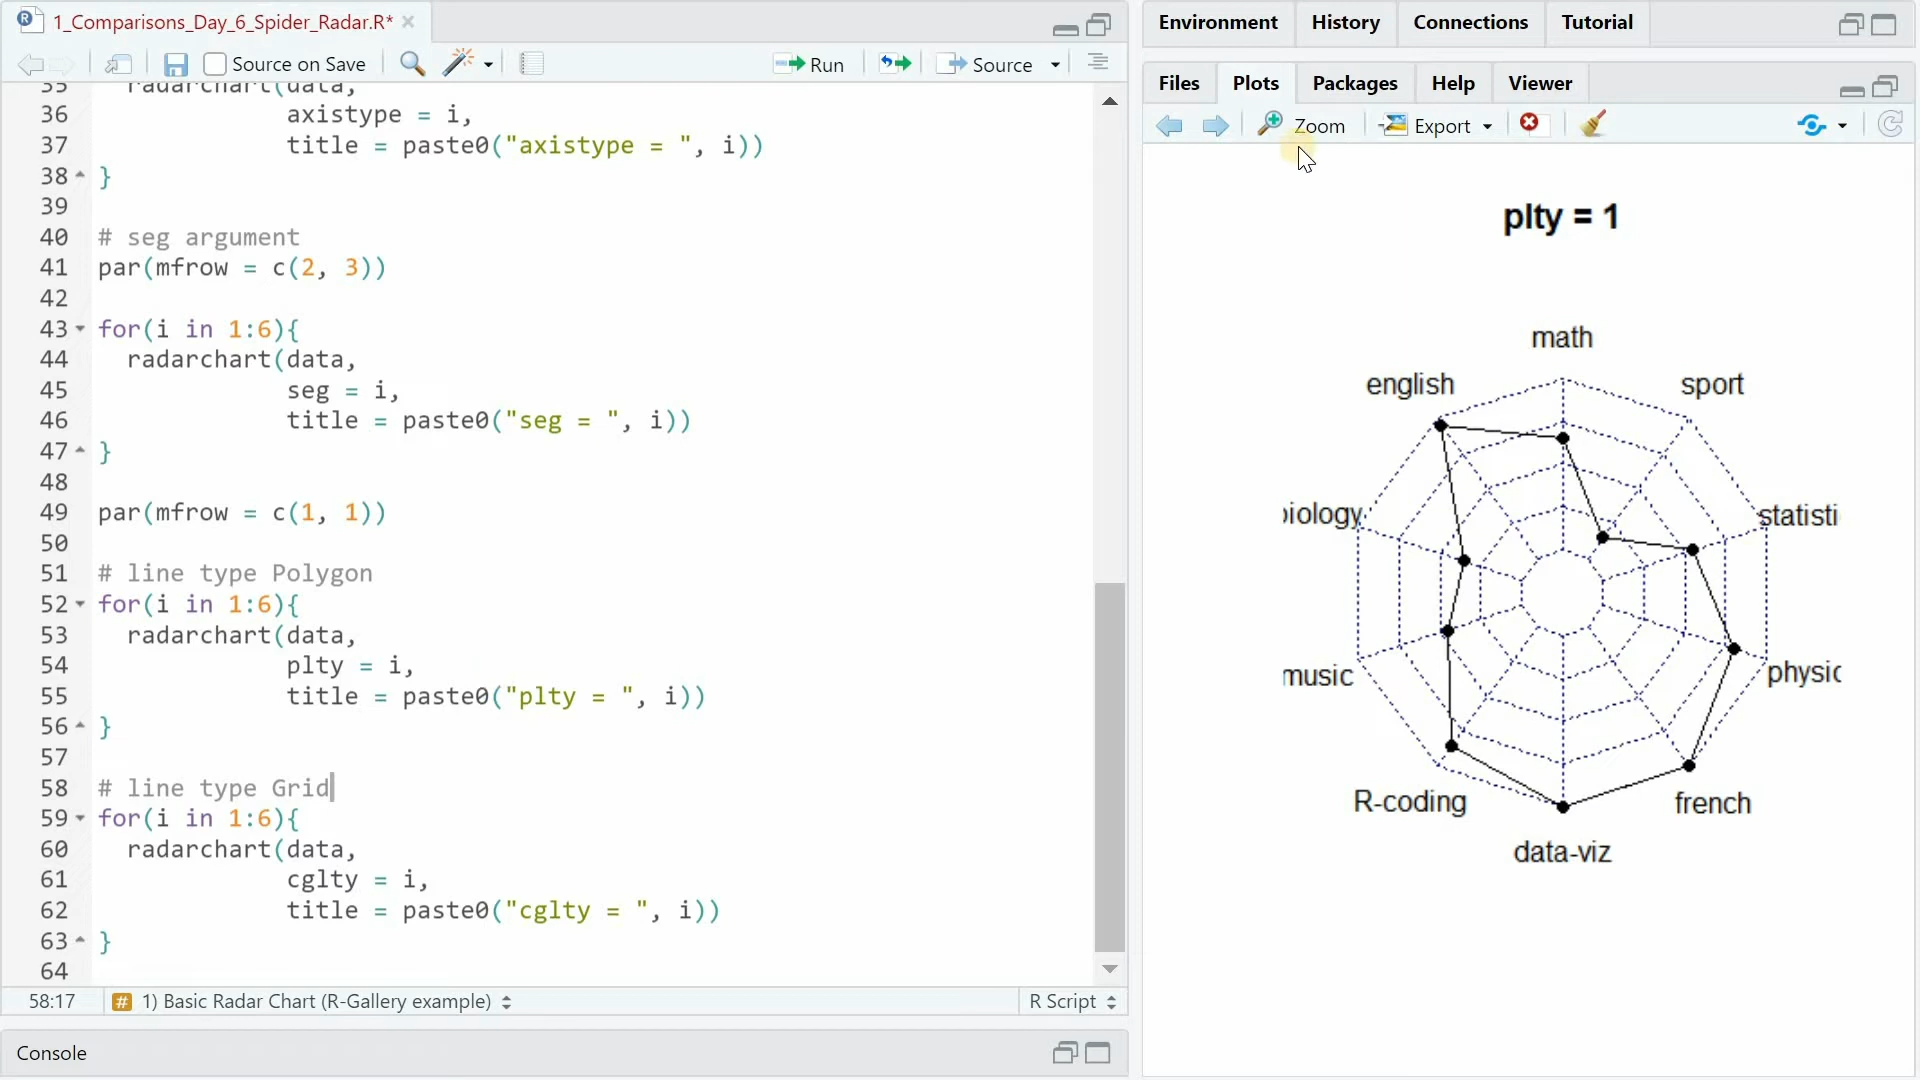 1_Comparisons_Day_6_Spider_Radar.R*
Source on Save
Run
Source
35 radarchart(data,
36 axistype = i,
37 title = paste0("axistype = ", i))
38 }
39
40 # seg argument
41 par(mfrow = c(2, 3))
42
43 for(i in 1:6){
44 radarchart(data,
45 seg = i,
46 title = paste0("seg = ", i))
47 }
48
49 par(mfrow = c(1, 1))
50
51 # line type Polygon
52 for(i in 1:6){
53 radarchart(data,
54 plty = i,
55 title = paste0("plty = ", i))
56 }
57
58 # line type Grid
59 for(i in 1:6){
60 radarchart(data,
61 cglty = i,
62 title = paste0("cglty = ", i))
63 }
64
58:17
# 1) Basic Radar Chart (R-Gallery example)
R Script
Console
Environment History Connections Tutorial
Files Plots Packages Help Viewer
Zoom Export
plty = 1
math
english
sport
iology
statisti
music
physic
R-coding
french
data-viz